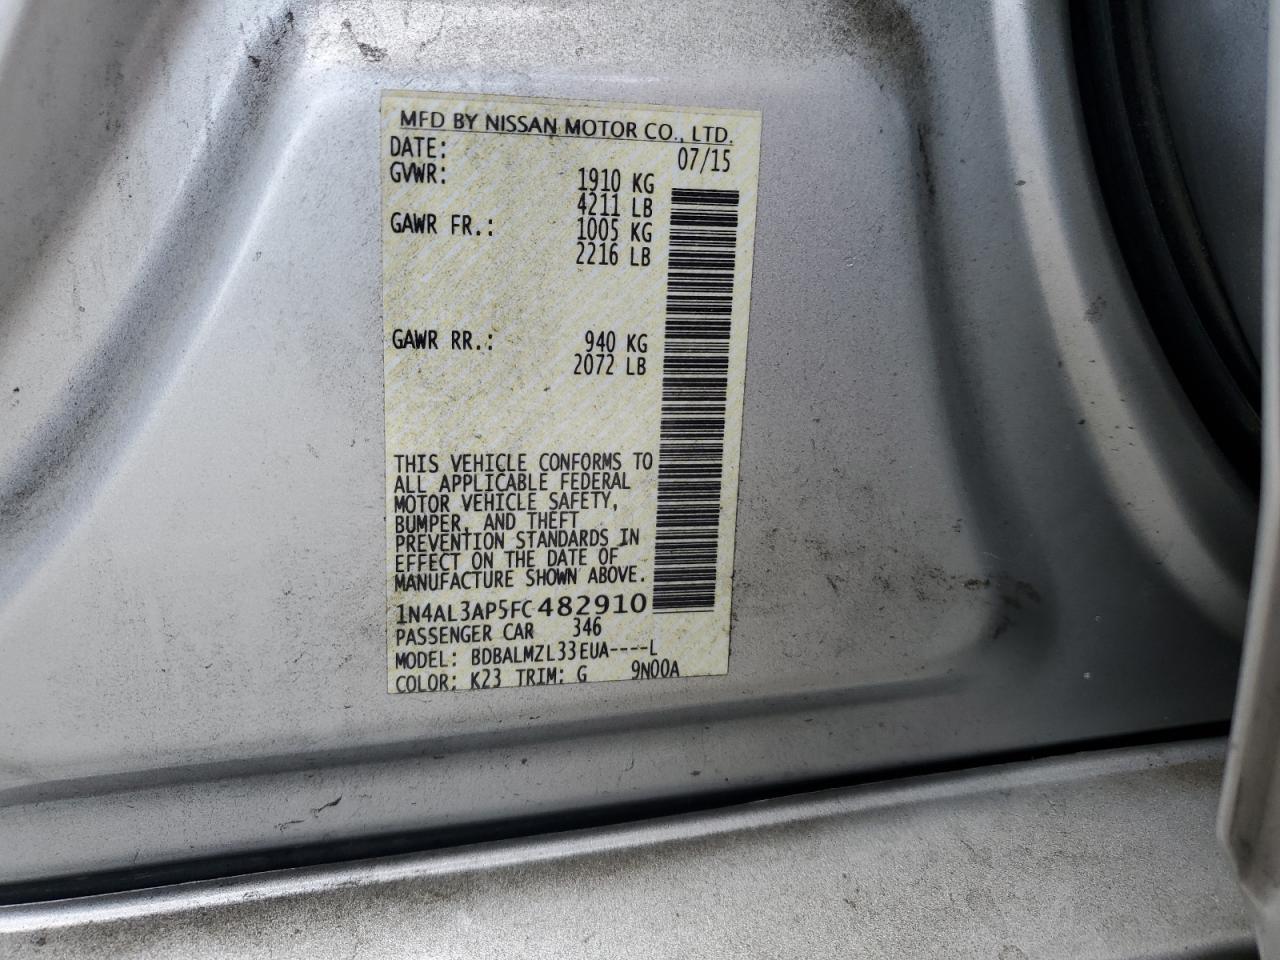 MFD BY NISSAN MOTOR CO., LTD.
DATE: 07/15
GVWR: 1910 KG
4211 LB
GAWR FR.: 1005 KG
2216 LB
GAWR RR.: 940 KG
2072 LB
THIS VEHICLE CONFORMS TO
ALL APPLICABLE FEDERAL
MOTOR VEHICLE SAFETY,
BUMPER, AND THEFT
PREVENTION STANDARDS IN
EFFECT ON THE DATE OF
MANUFACTURE SHOWN ABOVE.
1N4AL3AP5FC482910
PASSENGER CAR 346
MODEL: BDBALMZL33EUA----L
COLOR: K23 TRIM: G 9N00A